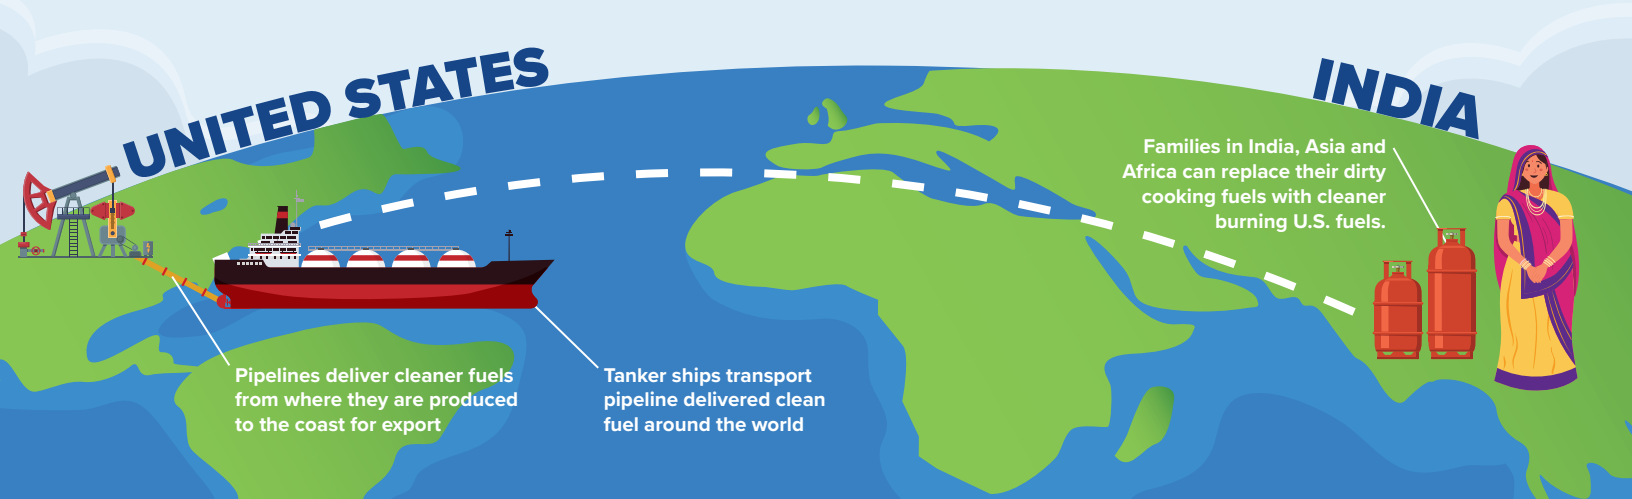 UNITED STATES
INDIA
Families in India, Asia and
Africa can replace their dirty
cooking fuels with cleaner
burning U.S. fuels.
Pipelines deliver cleaner fuels
from where they are produced
to the coast for export
Tanker ships transport
pipeline delivered clean
fuel around the world